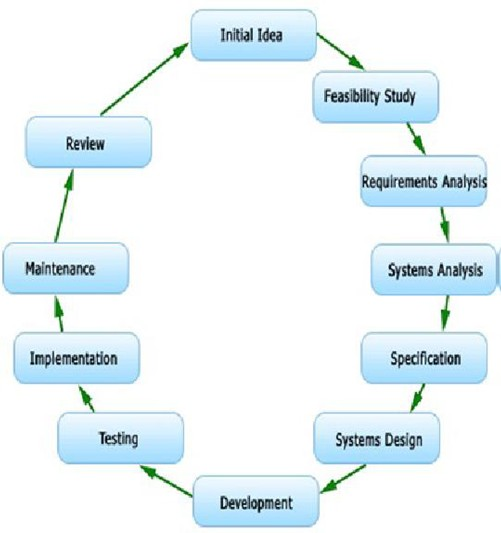 Initial Idea
Feasibility Study
Requirements Analysis
Systems Analysis
Specification
Systems Design
Development
Testing
Implementation
Maintenance
Review